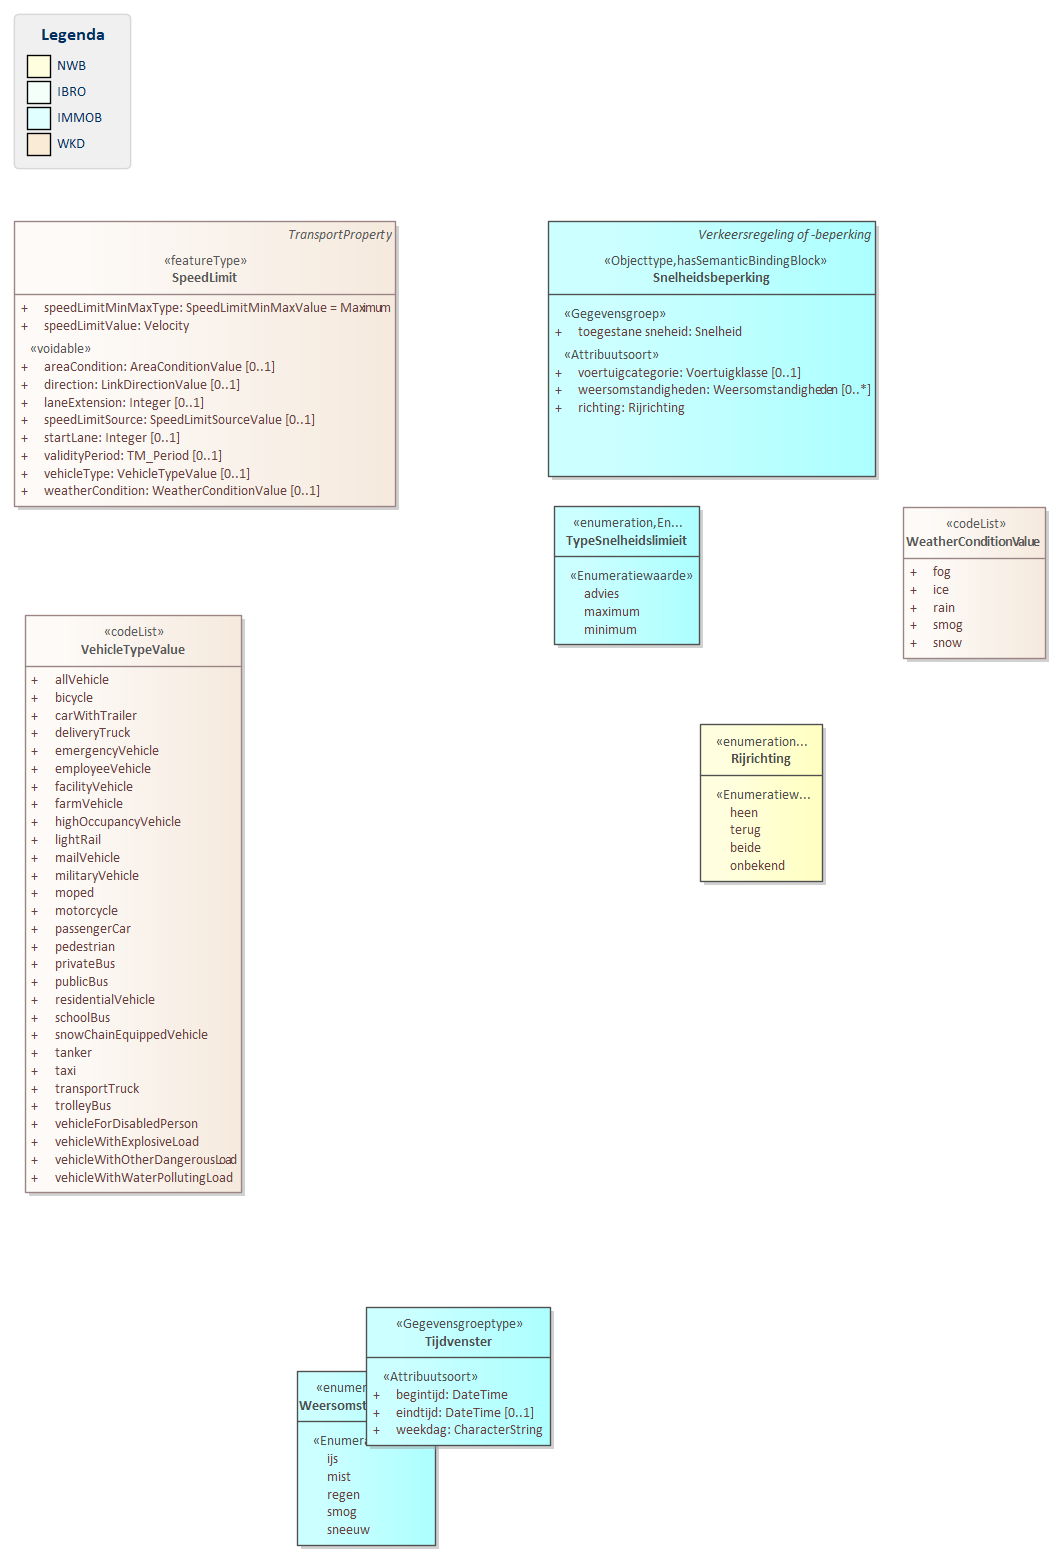 Legenda
NWB
IBRO
IMMOB
WKD
TransportProperty
«featureType»
SpeedLimit
+ speedLimitMinMaxType: SpeedLimitMinMaxValue = Maximum
+ speedLimitValue: Velocity
«voidable»
+ areaCondition: AreaConditionValue [0..1]
+ direction: LinkDirectionValue [0..1]
+ laneExtension: Integer [0..1]
+ speedLimitSource: SpeedLimitSourceValue [0..1]
+ startLane: Integer [0..1]
+ validityPeriod: TM_Period [0..1]
+ vehicleType: VehicleTypeValue [0..1]
+ weatherCondition: WeatherConditionValue [0..1]
Verkeersregeling of -beperking
«Objecttype,hasSemanticBindingBlock»
Snelheidsbeperking
«Gegevensgroep»
+ toegestane sneheid: Snelheid
«Attribuutsoort»
+ voertuigcategorie: Voertuigklasse [0..1]
+ weersomstandigheden: Weersomstandigheden [0..*]
+ richting: Rijrichting
«enumeration,En...
TypeSnelheidslimieit
«Enumeratiewaarde»
advies
maximum
minimum
«codeList»
WeatherConditionValue
+ fog
+ ice
+ rain
+ smog
+ snow
«codeList»
VehicleTypeValue
+ allVehicle
+ bicycle
+ carWithTrailer
+ deliveryTruck
+ emergencyVehicle
+ employeeVehicle
+ facilityVehicle
+ farmVehicle
+ highOccupancyVehicle
+ lightRail
+ mailVehicle
+ militaryVehicle
+ moped
+ motorcycle
+ passengerCar
+ pedestrian
+ privateBus
+ publicBus
+ residentialVehicle
+ schoolBus
+ snowChainEquippedVehicle
+ tanker
+ taxi
+ transportTruck
+ trolleyBus
+ vehicleForDisabledPerson
+ vehicleWithExplosiveLoad
+ vehicleWithOtherDangerousLoad
+ vehicleWithWaterPollutingLoad
«enumeration...
Rijrichting
«Enumeratiew...
heen
terug
beide
onbekend
«Gegevensgroeptype»
Tijdvenster
«Attribuutsoort»
+ begintijd: DateTime
+ eindtijd: DateTime [0..1]
+ weekdag: CharacterString
«enumer
Weersomst
«Enumera
ijs
mist
regen
smog
sneeuw